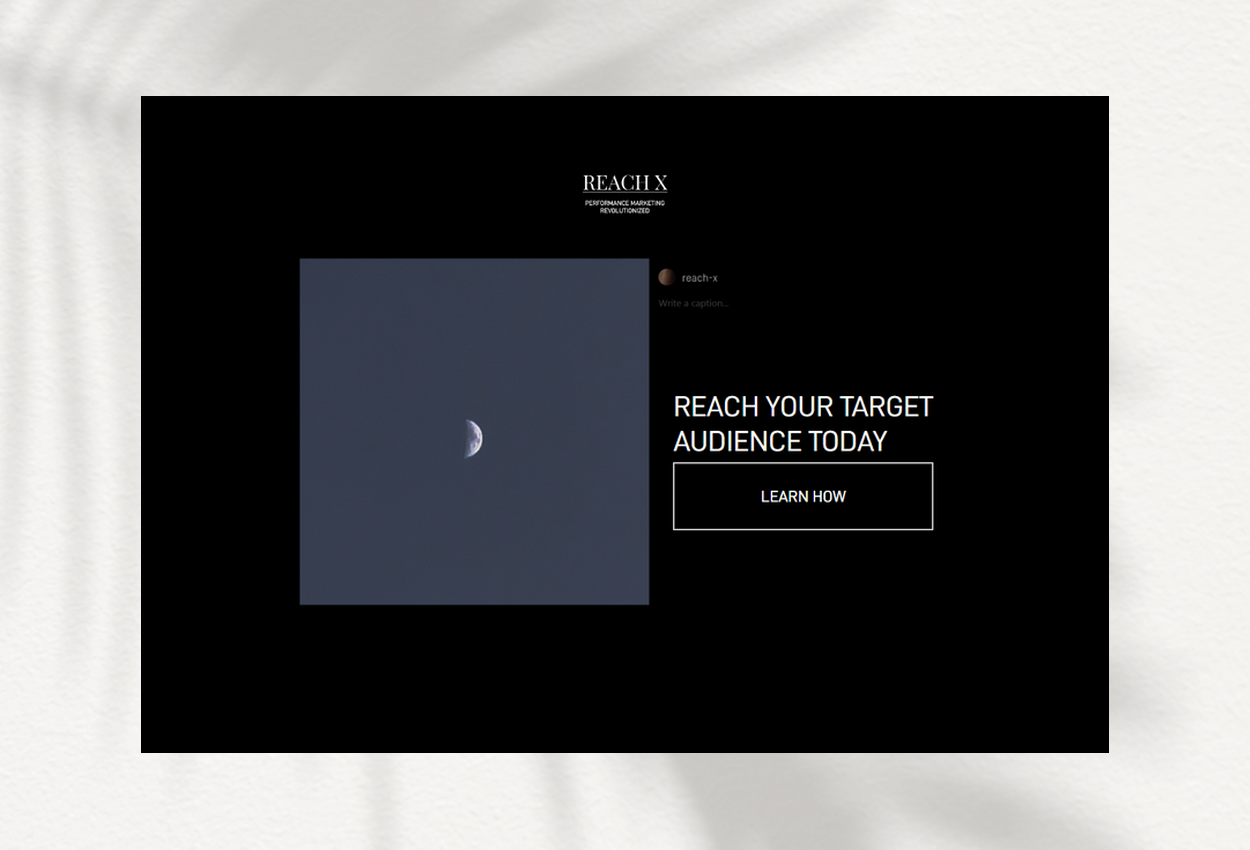 REACH X
PERFORMANCE MARKETING
REVOLUTIONIZED
reach-x
Write a caption...
REACH YOUR TARGET
AUDIENCE TODAY
LEARN HOW